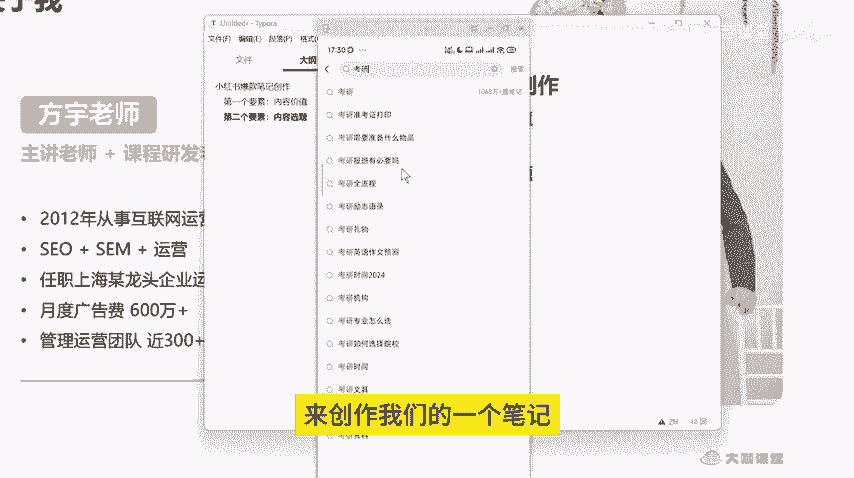 方宇老师
主讲老师 + 课程研发
2012年从事互联网运营
SEO + SEM + 运营
任职上海某龙头企业运
月度广告费 600万+
管理运营团队 近300+
Untitled • - Typora
文件(F) 编辑(E) 段落(P) 格式(
文件
大纲
小红书爆款笔记创作
第一个要素：内容价值
第二个要素：内容选题
创作
17:30
考研
搜索
考研
1068万+篇笔记
考研准考证打印
考研需要准备什么物品
考研报班有必要吗
考研全流程
考研励志语录
考研礼物
考研英语作文预测
考研时间2024
考研机构
考研专业怎么选
考研如何选择院校
考研时间
考研文具
来创作我们的一个笔记
ZH
48 词